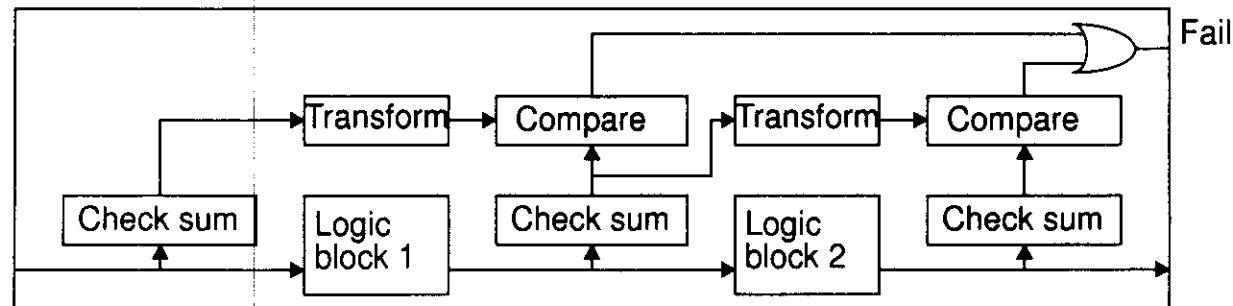 Fail
Transform
Compare
Transform
Compare
Check sum
Logic
block 1
Check sum
Logic
block 2
Check sum